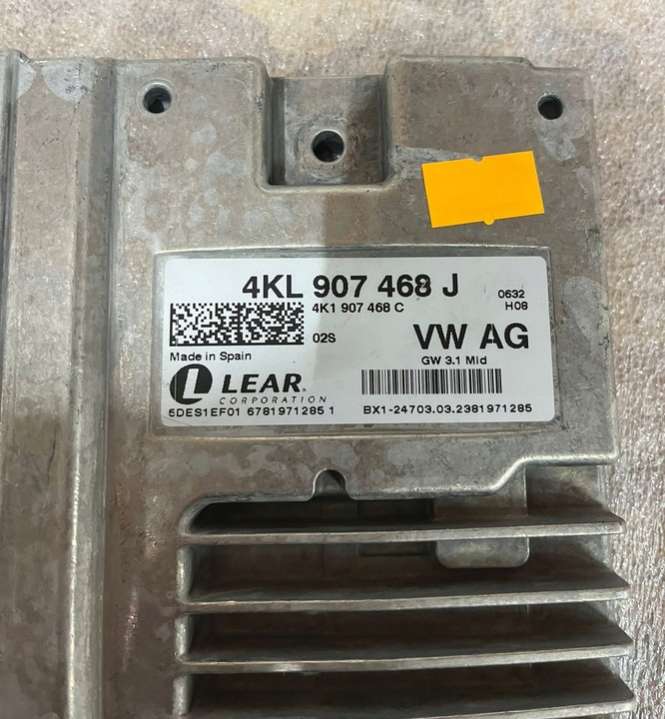 4KL 907 468 J
0632
4K1 907 468 C
H08
02S
VW AG
Made in Spain
GW 3.1 Mid
L LEAR.
CORPORATION
5DES1EF01 6781971285 1
BX1-24703.03.2381971285